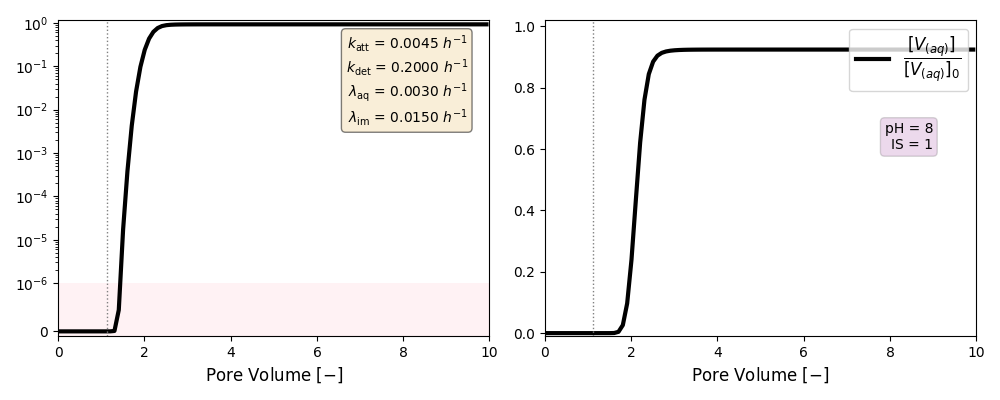 10⁰
10⁻¹
10⁻²
10⁻³
10⁻⁴
10⁻⁵
10⁻⁶
0
0 2 4 6 8 10
Pore Volume [−]
k_att = 0.0045 h⁻¹
k_det = 0.2000 h⁻¹
λ_aq = 0.0030 h⁻¹
λ_im = 0.0150 h⁻¹
1.0
0.8
0.6
0.4
0.2
0.0
0 2 4 6 8 10
Pore Volume [−]
[V_(aq)]
[V_(aq)]₀
pH = 8
IS = 1